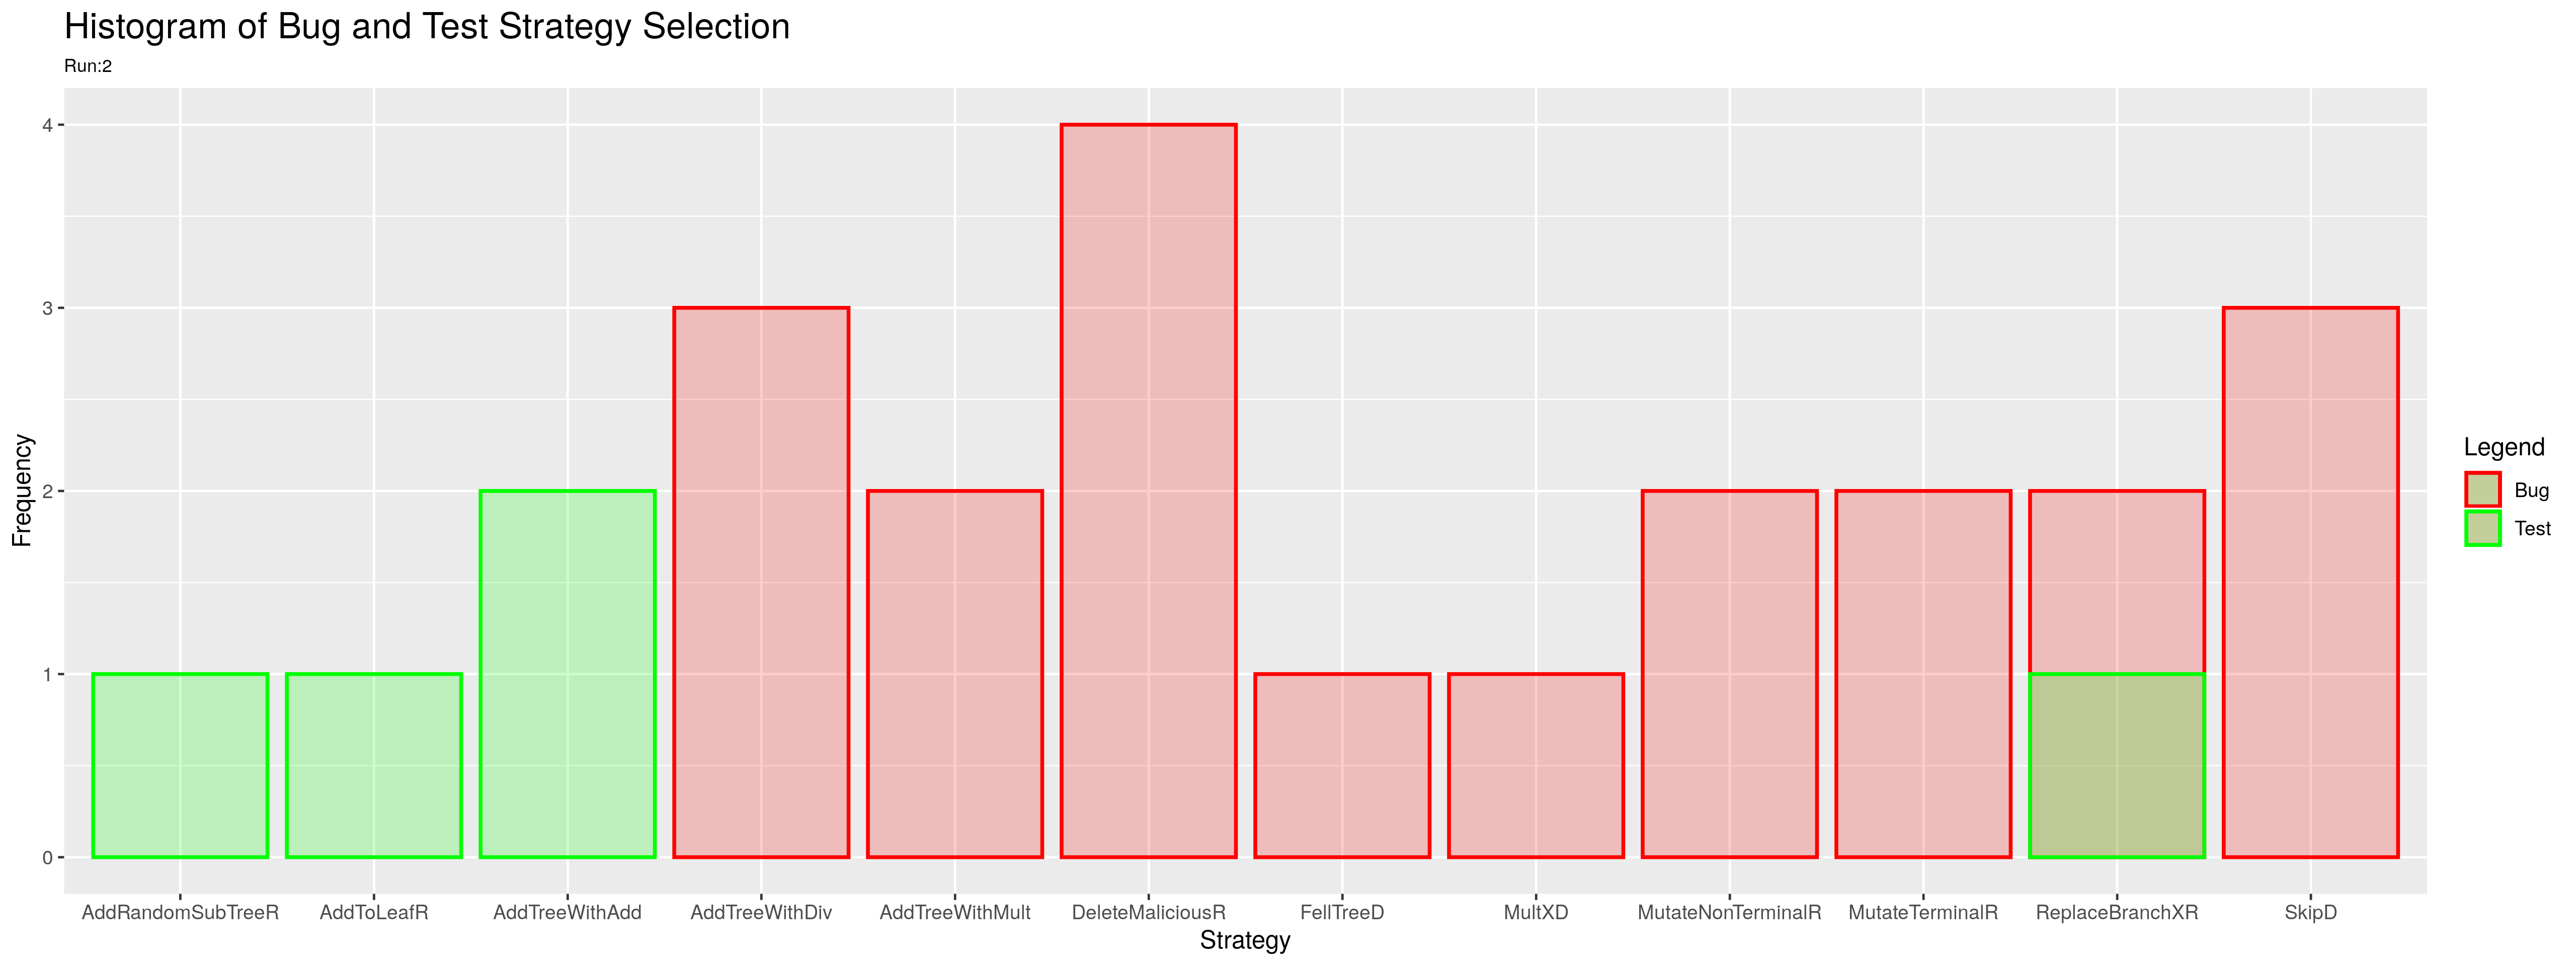 Histogram of Bug and Test Strategy Selection
Run:2
4
3
2
1
0
Frequency
AddRandomSubTreeR AddToLeafR AddTreeWithAdd AddTreeWithDiv AddTreeWithMult DeleteMaliciousR FellTreeD MultXD MutateNonTerminalR MutateTerminalR ReplaceBranchXR SkipD
Strategy
Legend
Bug
Test